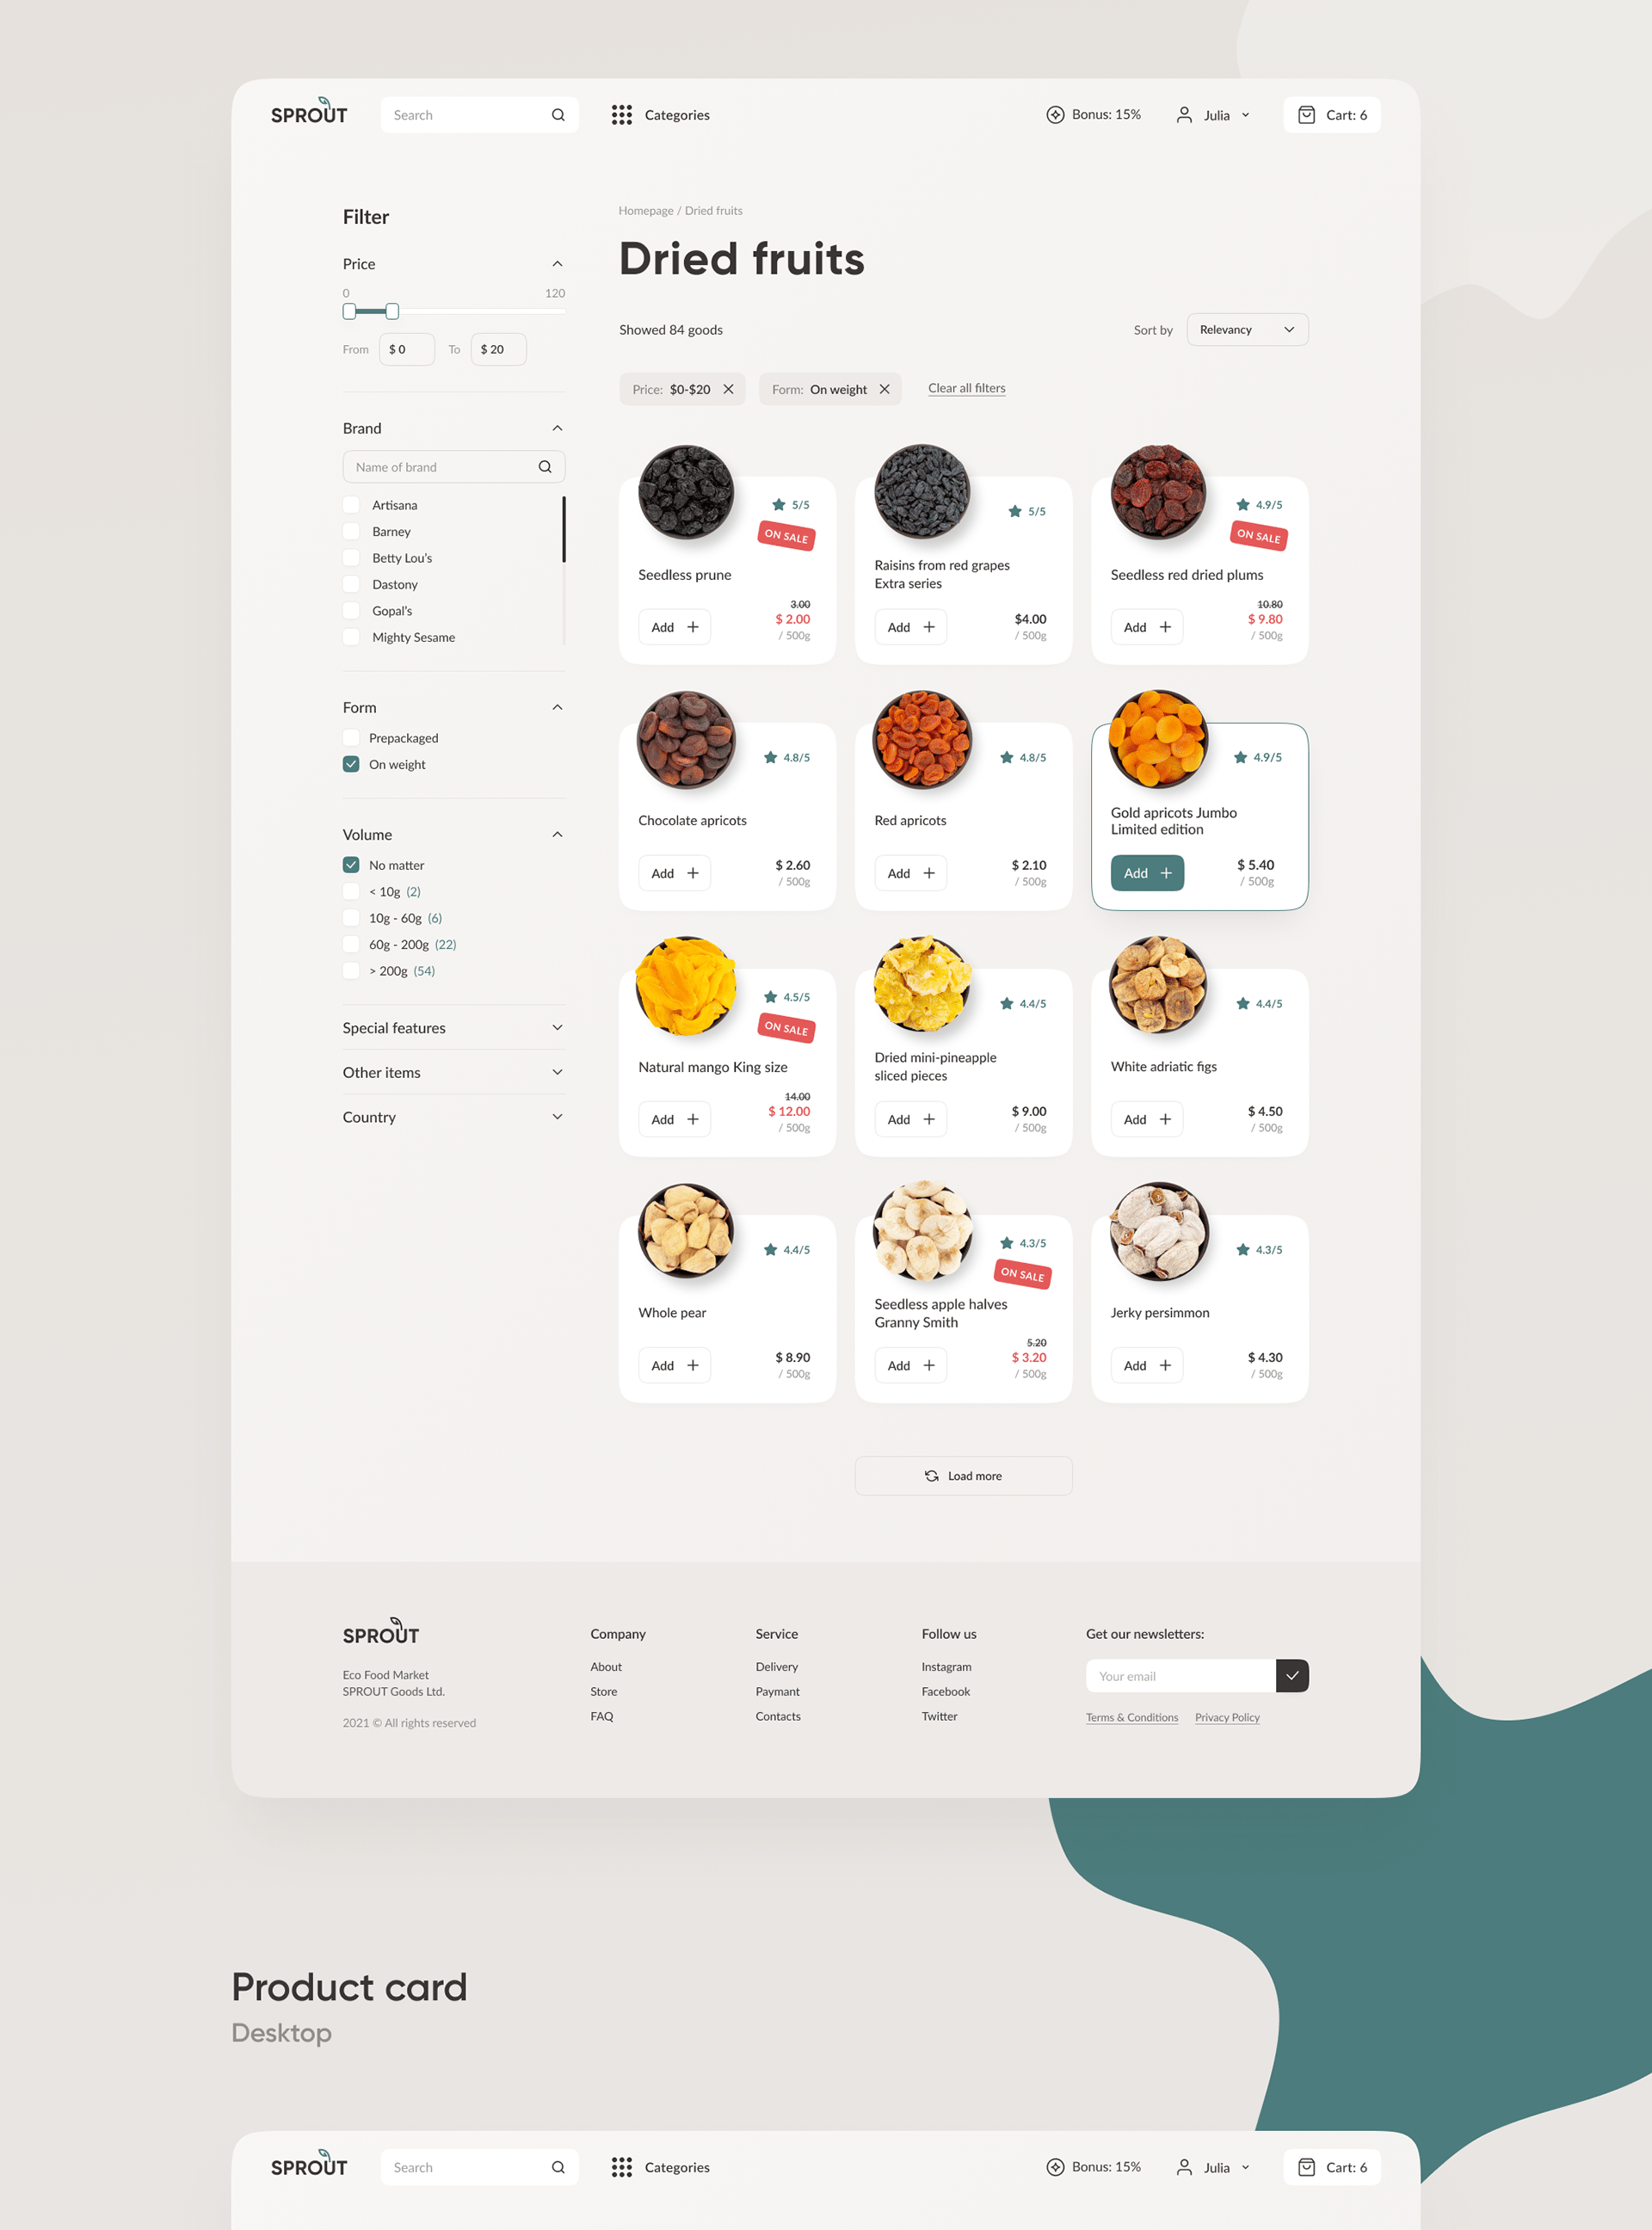 SPROUT
Search
Categories
Bonus: 15%
Julia
Cart: 6
Filter
Price
0
120
From
$ 0
To
$ 20
Brand
Name of brand
Artisana
Barney
Betty Lou's
Dastony
Gopal's
Mighty Sesame
Form
Prepackaged
On weight
Volume
No matter
< 10g (2)
10g - 60g (6)
60g - 200g (22)
> 200g (54)
Special features
Other items
Country
Homepage / Dried fruits
Dried fruits
Showed 84 goods
Sort by
Relevancy
Price: $0-$20
Form: On weight
Clear all filters
5/5
ON SALE
Seedless prune
Add
3.00
$ 2.00
/ 500g
5/5
Raisins from red grapes
Extra series
Add
$4.00
/ 500g
4.9/5
ON SALE
Seedless red dried plums
Add
10.80
$ 9.80
/ 500g
4.8/5
Chocolate apricots
Add
$ 2.60
/ 500g
4.8/5
Red apricots
Add
$ 2.10
/ 500g
4.9/5
Gold apricots Jumbo
Limited edition
Add
$ 5.40
/ 500g
4.5/5
ON SALE
Natural mango King size
Add
14.00
$ 12.00
/ 500g
4.4/5
Dried mini-pineapple
sliced pieces
Add
$ 9.00
/ 500g
4.4/5
White adriatic figs
Add
$ 4.50
/ 500g
4.4/5
Whole pear
Add
$ 8.90
/ 500g
4.3/5
ON SALE
Seedless apple halves
Granny Smith
Add
5.20
$ 3.20
/ 500g
4.3/5
Jerky persimmon
Add
$ 4.30
/ 500g
Load more
SPROUT
Eco Food Market
SPROUT Goods Ltd.
2021 © All rights reserved
Company
About
Store
FAQ
Service
Delivery
Paymant
Contacts
Follow us
Instagram
Facebook
Twitter
Get our newsletters:
Your email
Terms & Conditions
Privacy Policy
Product card
Desktop
SPROUT
Search
Categories
Bonus: 15%
Julia
Cart: 6